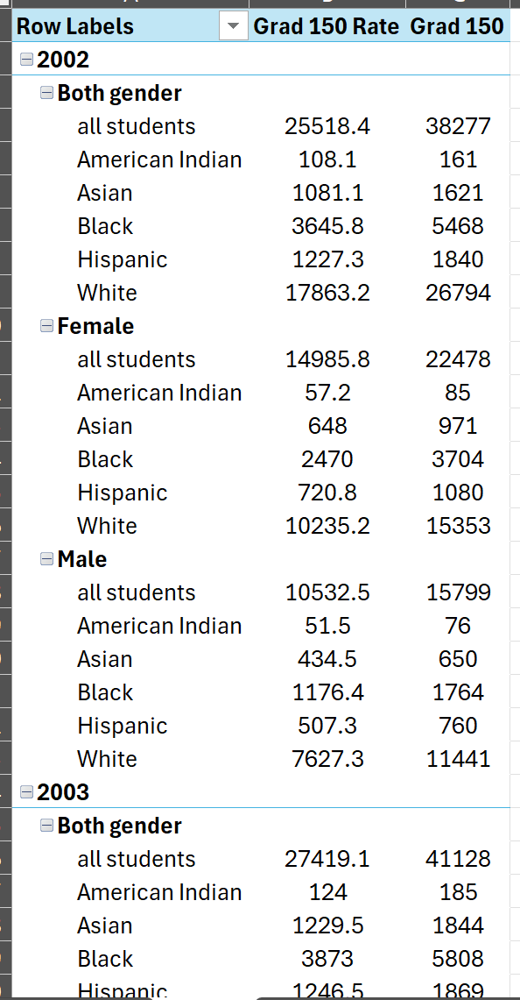 Row Labels Grad 150 Rate Grad 150
2002
Both gender
all students 25518.4 38277
American Indian 108.1 161
Asian 1081.1 1621
Black 3645.8 5468
Hispanic 1227.3 1840
White 17863.2 26794
Female
all students 14985.8 22478
American Indian 57.2 85
Asian 648 971
Black 2470 3704
Hispanic 720.8 1080
White 10235.2 15353
Male
all students 10532.5 15799
American Indian 51.5 76
Asian 434.5 650
Black 1176.4 1764
Hispanic 507.3 760
White 7627.3 11441
2003
Both gender
all students 27419.1 41128
American Indian 124 185
Asian 1229.5 1844
Black 3873 5808
Hispanic 1246.5 1869